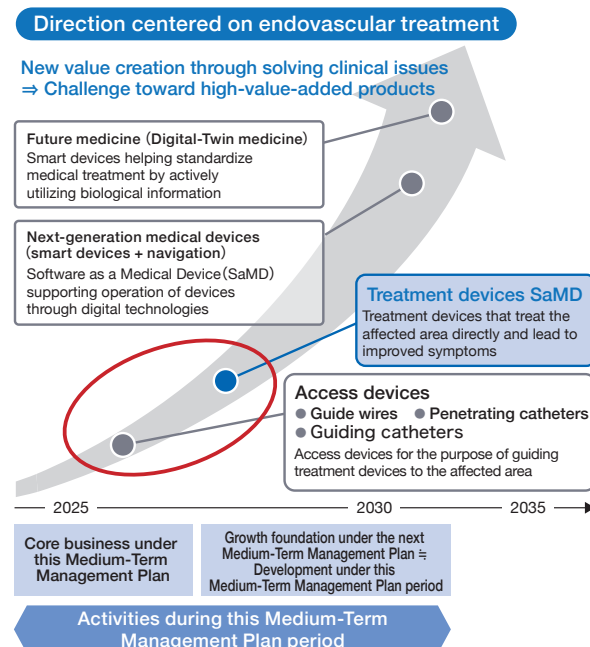 Direction centered on endovascular treatment
New value creation through solving clinical issues
⇒ Challenge toward high-value-added products
Future medicine (Digital-Twin medicine)
Smart devices helping standardize
medical treatment by actively
utilizing biological information
Next-generation medical devices
(smart devices + navigation)
Software as a Medical Device(SaMD)
supporting operation of devices
through digital technologies
Treatment devices SaMD
Treatment devices that treat the
affected area directly and lead to
improved symptoms
Access devices
● Guide wires ● Penetrating catheters
● Guiding catheters
Access devices for the purpose of guiding
treatment devices to the affected area
2025 2030 2035
Core business under
this Medium-Term
Management Plan
Growth foundation under the next
Medium-Term Management Plan ≒
Development under this
Medium-Term Management Plan period
Activities during this Medium-Term
Management Plan period